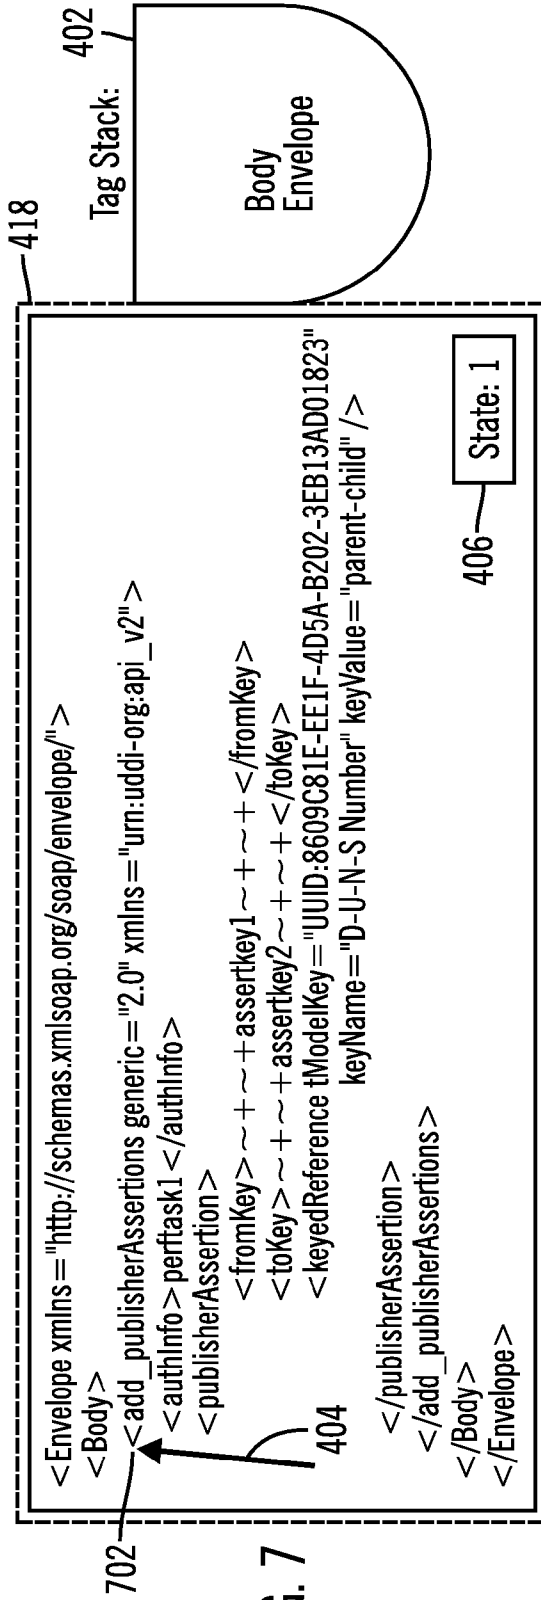 418
Tag Stack:
402
Body
Envelope
<Envelope xmlns="http://schemas.xmlsoap.org/soap/envelope/">
<Body>
702
<add_publisherAssertions generic="2.0" xmlns="urn:uddi-org:api_v2">
<authInfo>perftask1</authInfo>
<publisherAssertion>
<fromKey>~+~+assertkey1~+~+</fromKey>
<toKey>~+~+assertkey2~+~+</toKey>
<keyedReference tModelKey="UUID:8609C81E-EE1F-4D5A-B202-3EB13AD01823"
keyName="D-U-N-S Number" keyValue="parent-child" />
404
</publisherAssertion>
</add_publisherAssertions>
</Body>
</Envelope>
406
State: 1
G. 7